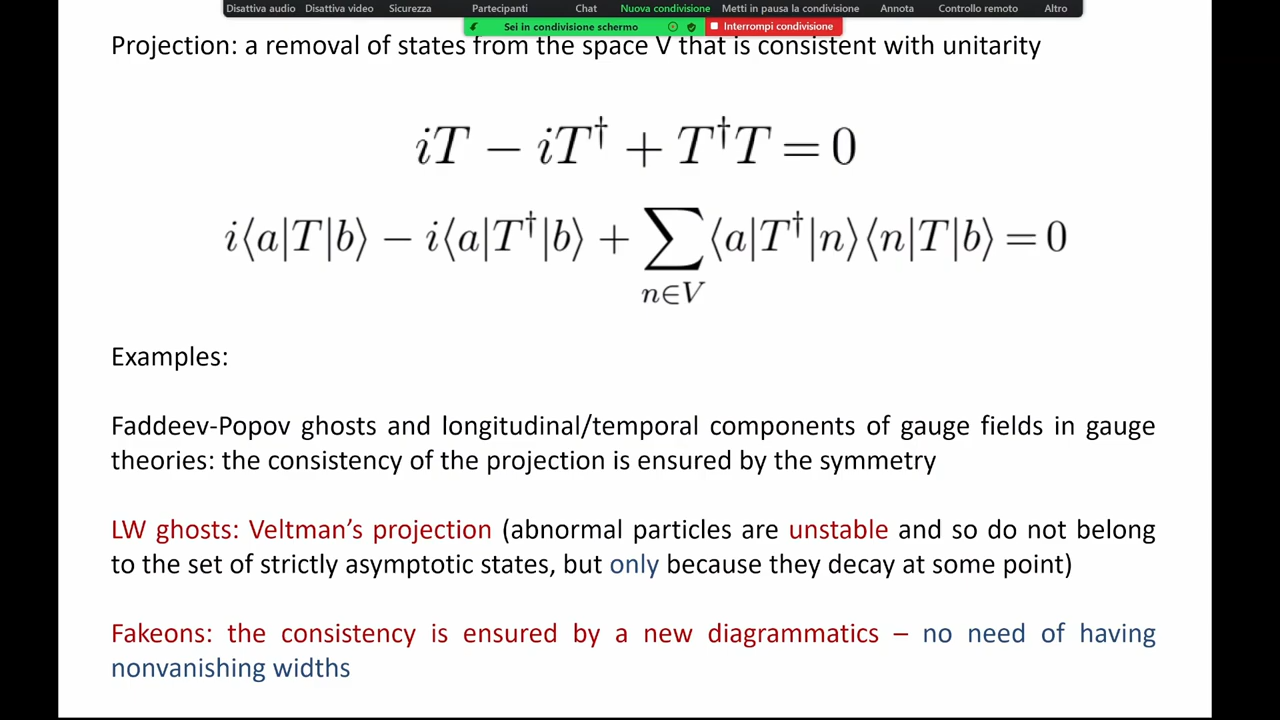 Disattiva audio Disattiva video Sicurezza Partecipanti Chat Nuova condivisione Metti in pausa la condivisione Annota Controllo remoto Altro
Sei in condivisione schermo Interrompi condivisione
Projection: a removal of states from the space V that is consistent with unitarity
iT − iT† + T†T = 0
i⟨a|T|b⟩ − i⟨a|T†|b⟩ + ∑ ⟨a|T†|n⟩⟨n|T|b⟩ = 0
n∈V
Examples:
Faddeev-Popov ghosts and longitudinal/temporal components of gauge fields in gauge
theories: the consistency of the projection is ensured by the symmetry
LW ghosts: Veltman’s projection (abnormal particles are unstable and so do not belong
to the set of strictly asymptotic states, but only because they decay at some point)
Fakeons: the consistency is ensured by a new diagrammatics – no need of having
nonvanishing widths